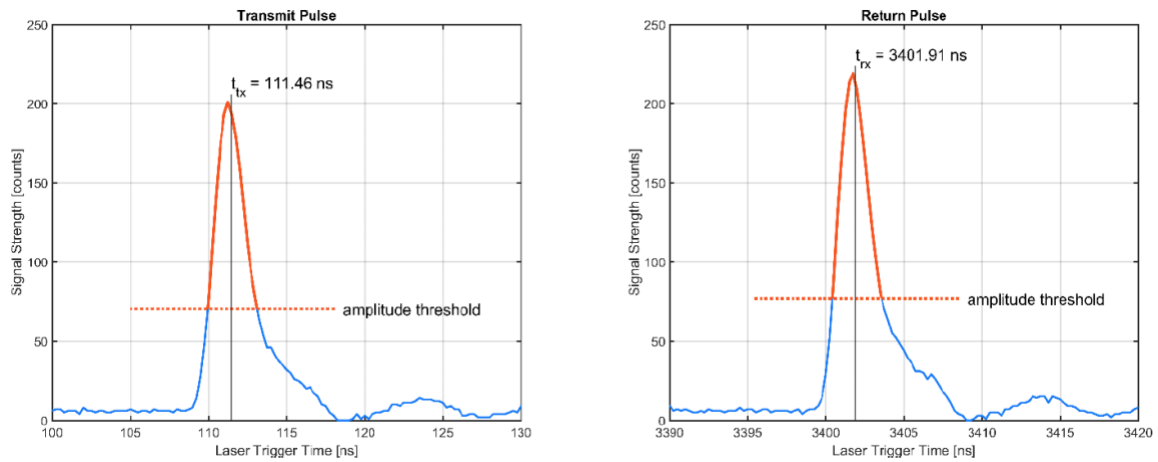 Transmit Pulse
250
200
150
100
50
0
Signal Strength [counts]
t_tx = 111.46 ns
amplitude threshold
100 105 110 115 120 125 130
Laser Trigger Time [ns]
Return Pulse
250
200
150
100
50
0
Signal Strength [counts]
t_rx = 3401.91 ns
amplitude threshold
3390 3395 3400 3405 3410 3415 3420
Laser Trigger Time [ns]